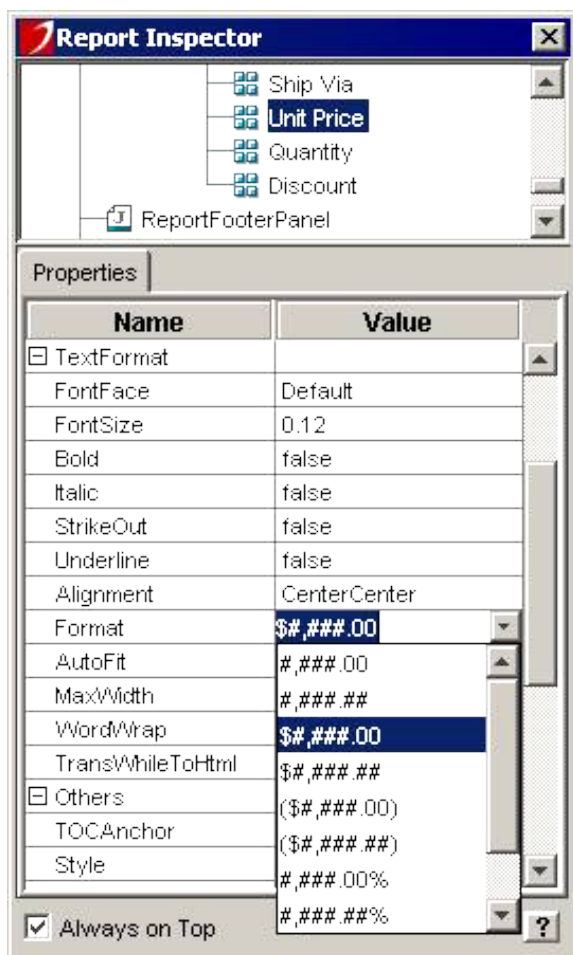 Report Inspector
Ship Via
Unit Price
Quantity
Discount
ReportFooterPanel
Properties
Name Value
TextFormat
FontFace Default
FontSize 0.12
Bold false
Italic false
StrikeOut false
Underline false
Alignment CenterCenter
Format $#,###.00
AutoFit #,###.00
MaxWidth #,###.##
WordWrap $#,###.00
TransWhileToHtml $#,###.##
Others ($#,###.00)
TOCAnchor ($#,###.##)
Style #,###.00%
Always on Top #,###.##% ?